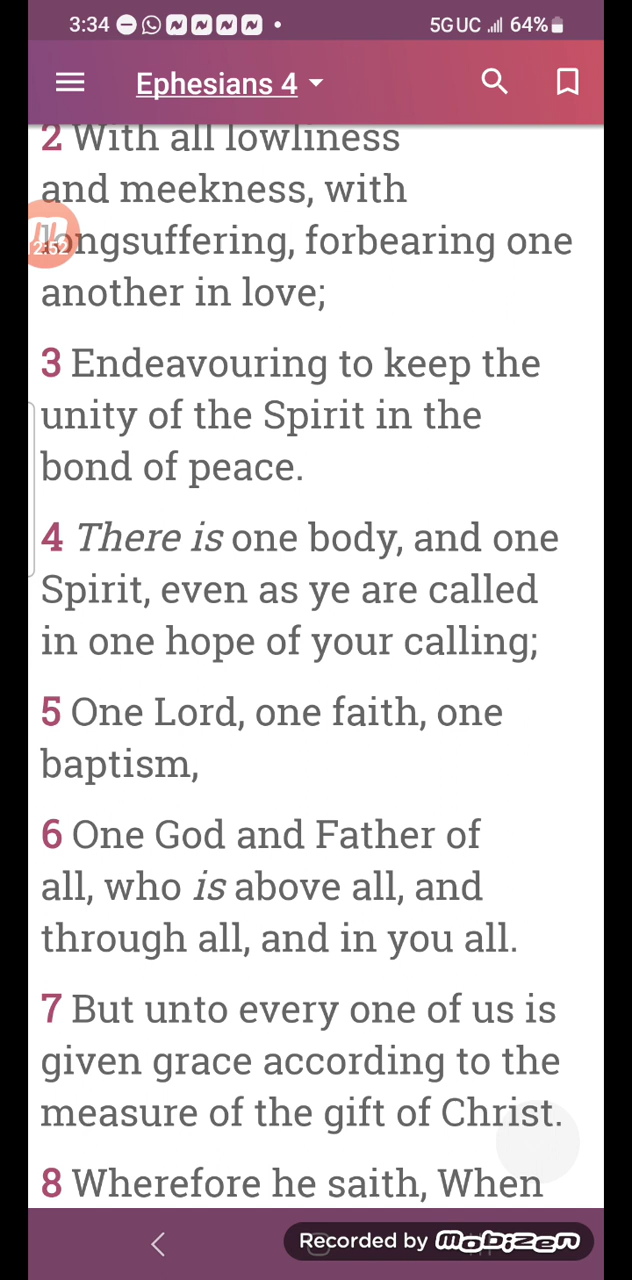 3:34
5G UC 64%
Ephesians 4
2 With all lowliness
and meekness, with
longsuffering, forbearing one
2:52
another in love;
3 Endeavouring to keep the
unity of the Spirit in the
bond of peace.
4 There is one body, and one
Spirit, even as ye are called
in one hope of your calling;
5 One Lord, one faith, one
baptism,
6 One God and Father of
all, who is above all, and
through all, and in you all.
7 But unto every one of us is
given grace according to the
measure of the gift of Christ.
8 Wherefore he saith, When
Recorded by mobizen